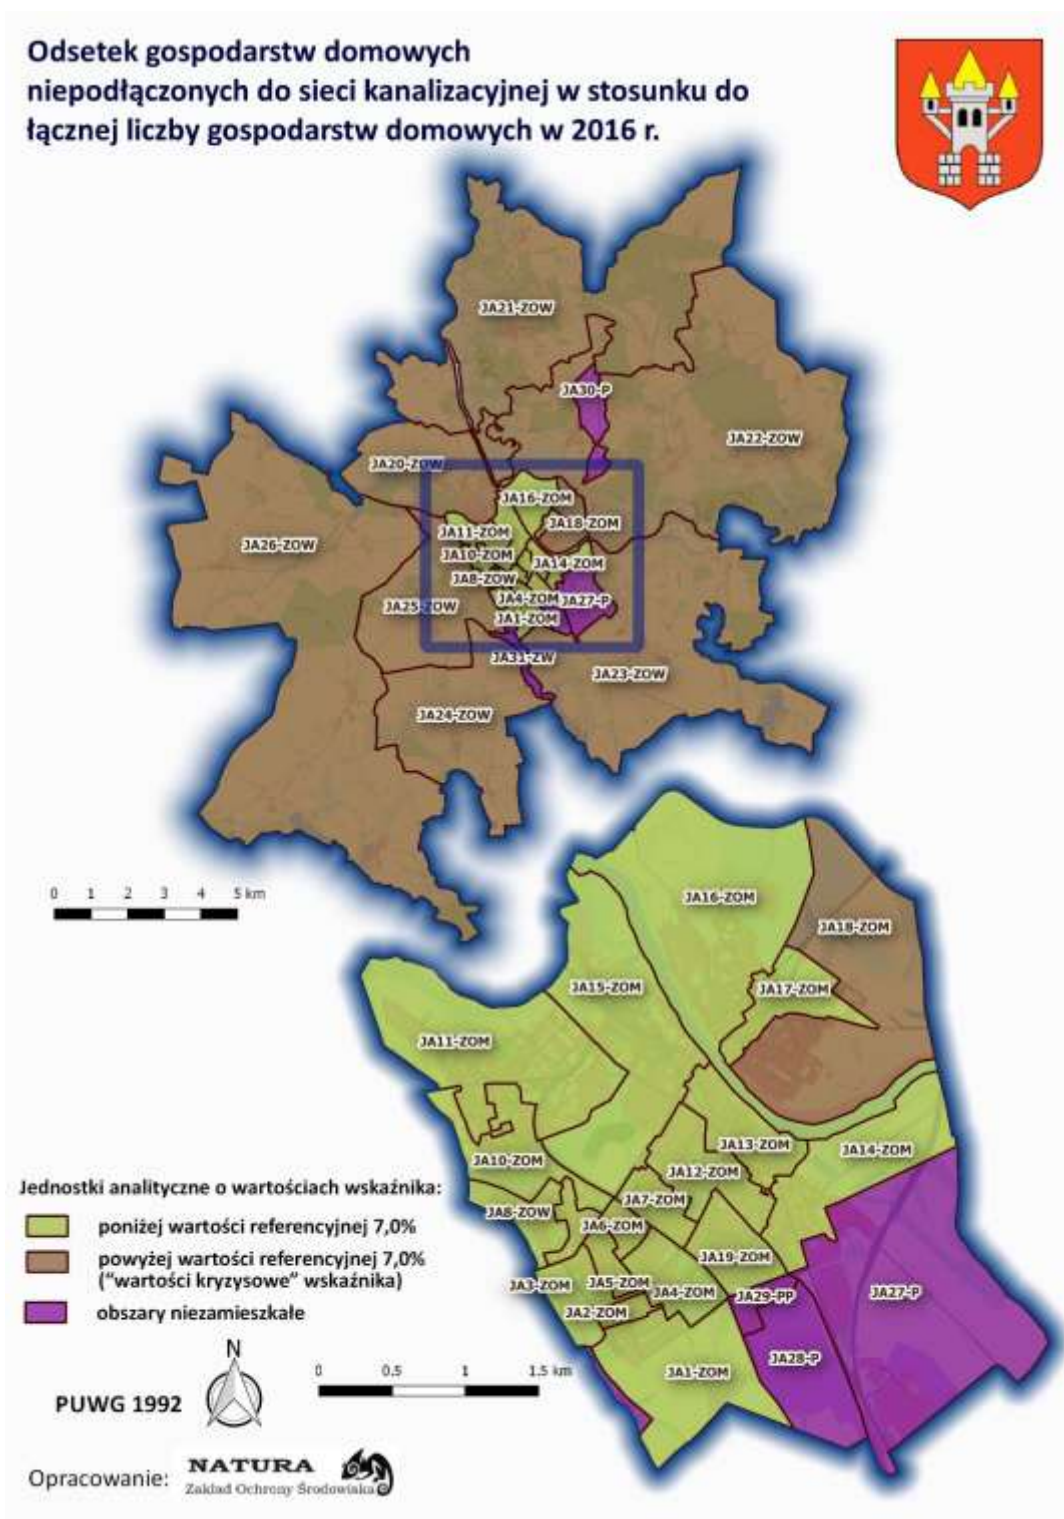 Odsetek gospodarstw domowych
niepodłączonych do sieci kanalizacyjnej w stosunku do
łącznej liczby gospodarstw domowych w 2016 r.
JA21-ZOW
JA30-P
JA22-ZOW
JA20-ZOW
JA16-ZOM
JA18-ZOM
JA11-ZOM
JA26-ZOW
JA10-ZOM
JA14-ZOM
JA8-ZOW
JA25-ZOW
JA4-ZOM
JA27-P
JA1-ZOM
JA31-ZW
JA23-ZOW
JA24-ZOW
0 1 2 3 4 5 km
JA16-ZOM
JA18-ZOM
JA15-ZOM
JA17-ZOM
JA11-ZOM
JA13-ZOM
JA14-ZOM
JA10-ZOM
JA12-ZOM
JA7-ZOM
JA8-ZOW
JA6-ZOM
JA19-ZOM
JA3-ZOM
JA5-ZOM
JA4-ZOM
JA29-PP
JA27-P
JA2-ZOM
JA28-P
JA1-ZOM
Jednostki analityczne o wartościach wskaźnika:
poniżej wartości referencyjnej 7,0%
powyżej wartości referencyjnej 7,0%
("wartości kryzysowe" wskaźnika)
obszary niezamieszkałe
N
0 0,5 1 1,5 km
PUWG 1992
Opracowanie:
NATURA
Zakład Ochrony Środowiska